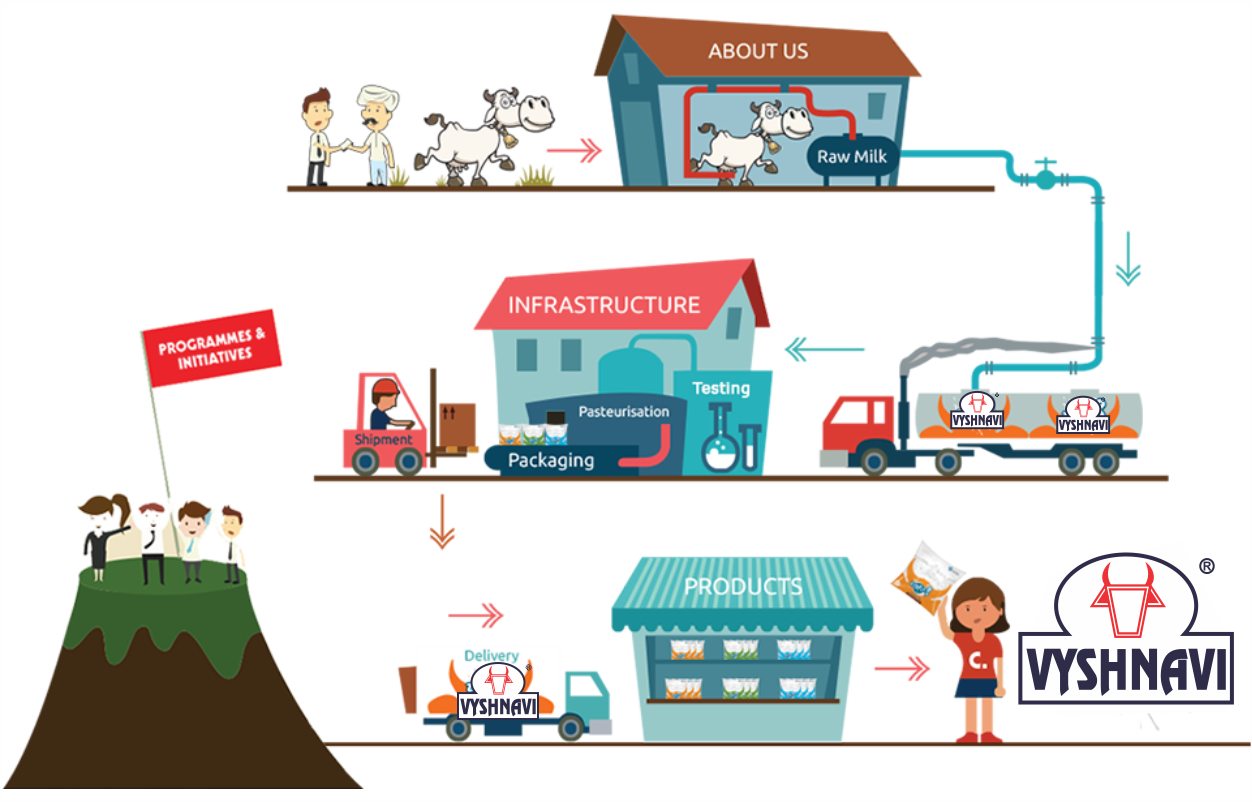 ABOUT US
Raw Milk
INFRASTRUCTURE
PROGRAMMES &
INITIATIVES
Testing
Pasteurisation
Shipment
Packaging
VYSHNAVI
VYSHNAVI
PRODUCTS
Delivery
VYSHNAVI
C.
®
VYSHNAVI